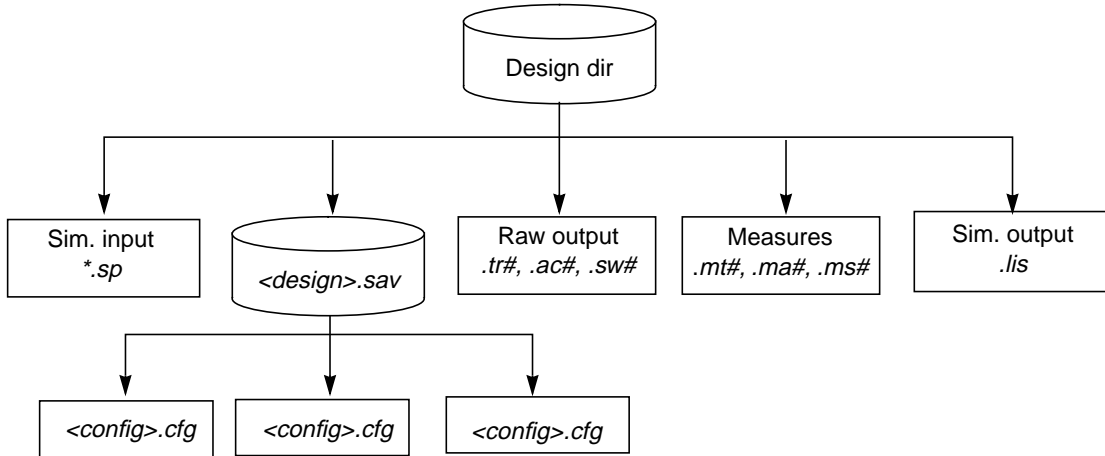 Design dir
Sim. input
*.sp
<design>.sav
Raw output
.tr#, .ac#, .sw#
Measures
.mt#, .ma#, .ms#
Sim. output
.lis
<config>.cfg
<config>.cfg
<config>.cfg